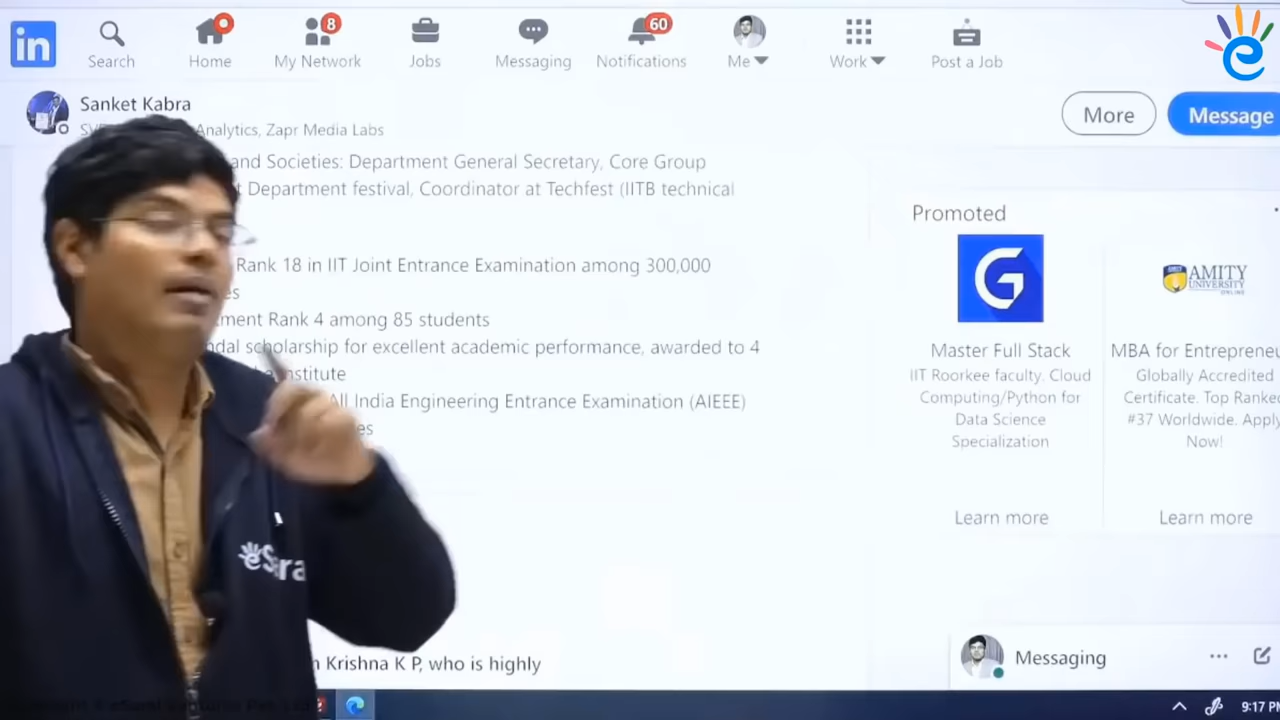 in
8
60
Search
Home
My Network
Jobs
Messaging
Notifications
Me
Work
Post a Job
Sanket Kabra
Analytics, Zapr Media Labs
More
Message
and Societies: Department General Secretary, Core Group
Department festival, Coordinator at Techfest (IITB technical
Rank 18 in IIT Joint Entrance Examination among 300,000
Rank 4 among 85 students
scholarship for excellent academic performance, awarded to 4
institute
All India Engineering Entrance Examination (AIEEE)
Krishna K P, who is highly
Promoted
G
Master Full Stack
IIT Roorkee faculty. Cloud
Computing/Python for
Data Science
Specialization
Learn more
AMITY
UNIVERSITY
ONLINE
MBA for Entrepreneu
Globally Accredited
Certificate. Top Ranked
#37 Worldwide. Apply
Now!
Learn more
Messaging
9:17 PM
e